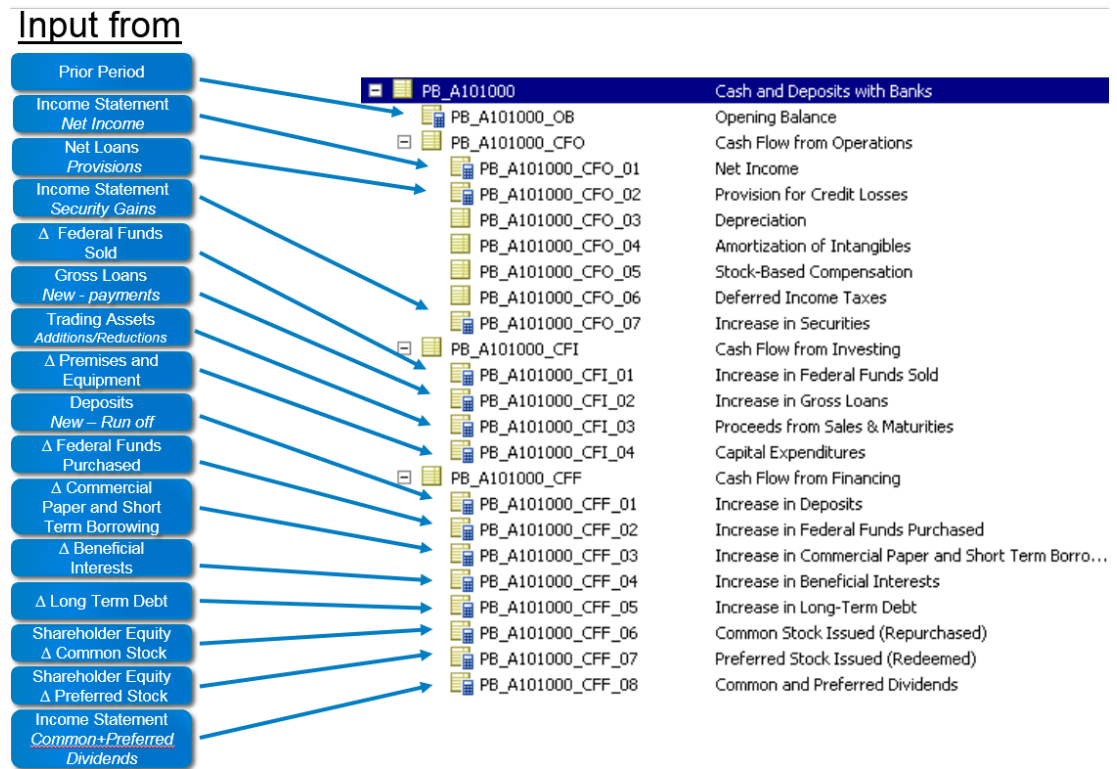 Input from
Prior Period
Income Statement
Net Income
Net Loans
Provisions
Income Statement
Security Gains
Δ Federal Funds
Sold
Gross Loans
New - payments
Trading Assets
Additions/Reductions
Δ Premises and
Equipment
Deposits
New – Run off
Δ Federal Funds
Purchased
Δ Commercial
Paper and Short
Term Borrowing
Δ Beneficial
Interests
Δ Long Term Debt
Shareholder Equity
Δ Common Stock
Shareholder Equity
Δ Preferred Stock
Income Statement
Common+Preferred
Dividends
PB_A101000 Cash and Deposits with Banks
PB_A101000_OB Opening Balance
PB_A101000_CFO Cash Flow from Operations
PB_A101000_CFO_01 Net Income
PB_A101000_CFO_02 Provision for Credit Losses
PB_A101000_CFO_03 Depreciation
PB_A101000_CFO_04 Amortization of Intangibles
PB_A101000_CFO_05 Stock-Based Compensation
PB_A101000_CFO_06 Deferred Income Taxes
PB_A101000_CFO_07 Increase in Securities
PB_A101000_CFI Cash Flow from Investing
PB_A101000_CFI_01 Increase in Federal Funds Sold
PB_A101000_CFI_02 Increase in Gross Loans
PB_A101000_CFI_03 Proceeds from Sales & Maturities
PB_A101000_CFI_04 Capital Expenditures
PB_A101000_CFF Cash Flow from Financing
PB_A101000_CFF_01 Increase in Deposits
PB_A101000_CFF_02 Increase in Federal Funds Purchased
PB_A101000_CFF_03 Increase in Commercial Paper and Short Term Borro...
PB_A101000_CFF_04 Increase in Beneficial Interests
PB_A101000_CFF_05 Increase in Long-Term Debt
PB_A101000_CFF_06 Common Stock Issued (Repurchased)
PB_A101000_CFF_07 Preferred Stock Issued (Redeemed)
PB_A101000_CFF_08 Common and Preferred Dividends